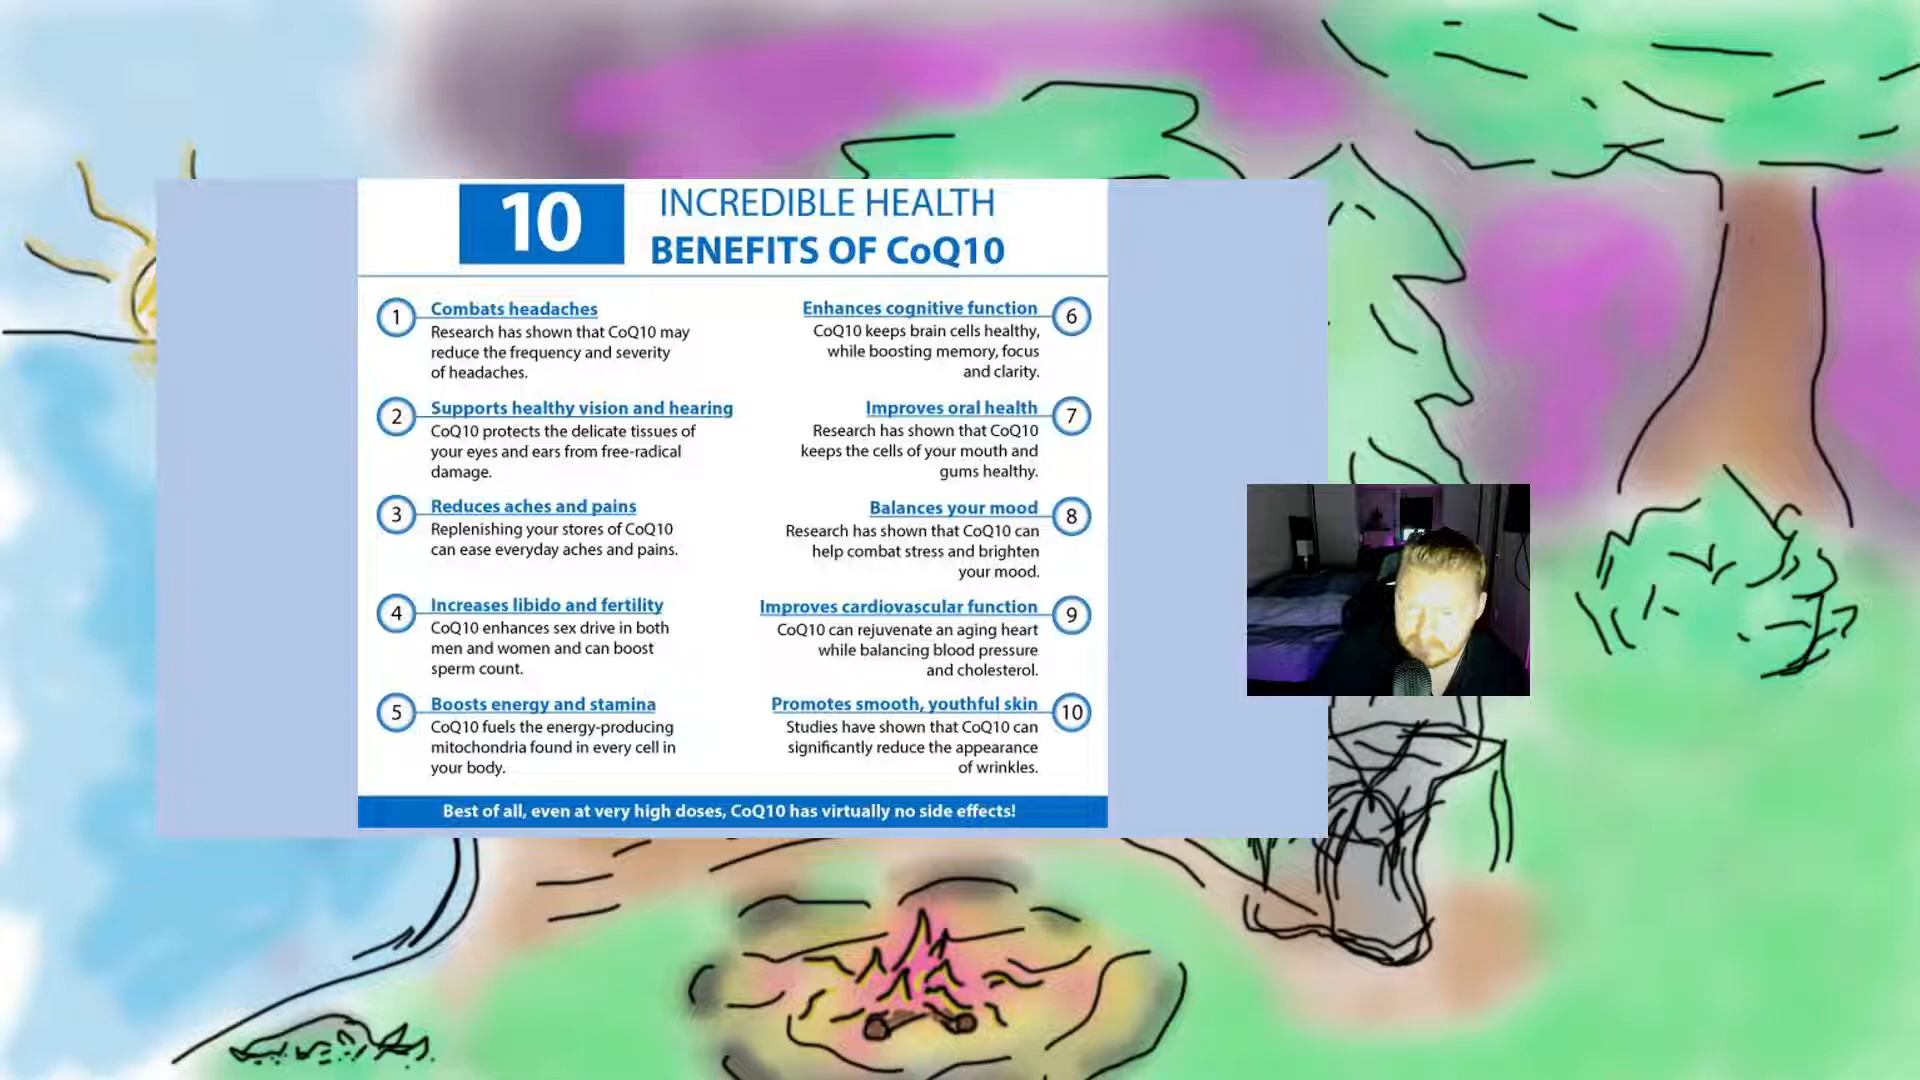 10
INCREDIBLE HEALTH
BENEFITS OF CoQ10
1
Combats headaches
Research has shown that CoQ10 may
reduce the frequency and severity
of headaches.
2
Supports healthy vision and hearing
CoQ10 protects the delicate tissues of
your eyes and ears from free-radical
damage.
3
Reduces aches and pains
Replenishing your stores of CoQ10
can ease everyday aches and pains.
4
Increases libido and fertility
CoQ10 enhances sex drive in both
men and women and can boost
sperm count.
5
Boosts energy and stamina
CoQ10 fuels the energy-producing
mitochondria found in every cell in
your body.
Enhances cognitive function
6
CoQ10 keeps brain cells healthy,
while boosting memory, focus
and clarity.
Improves oral health
7
Research has shown that CoQ10
keeps the cells of your mouth and
gums healthy.
Balances your mood
8
Research has shown that CoQ10 can
help combat stress and brighten
your mood.
Improves cardiovascular function
9
CoQ10 can rejuvenate an aging heart
while balancing blood pressure
and cholesterol.
Promotes smooth, youthful skin
10
Studies have shown that CoQ10 can
significantly reduce the appearance
of wrinkles.
Best of all, even at very high doses, CoQ10 has virtually no side effects!